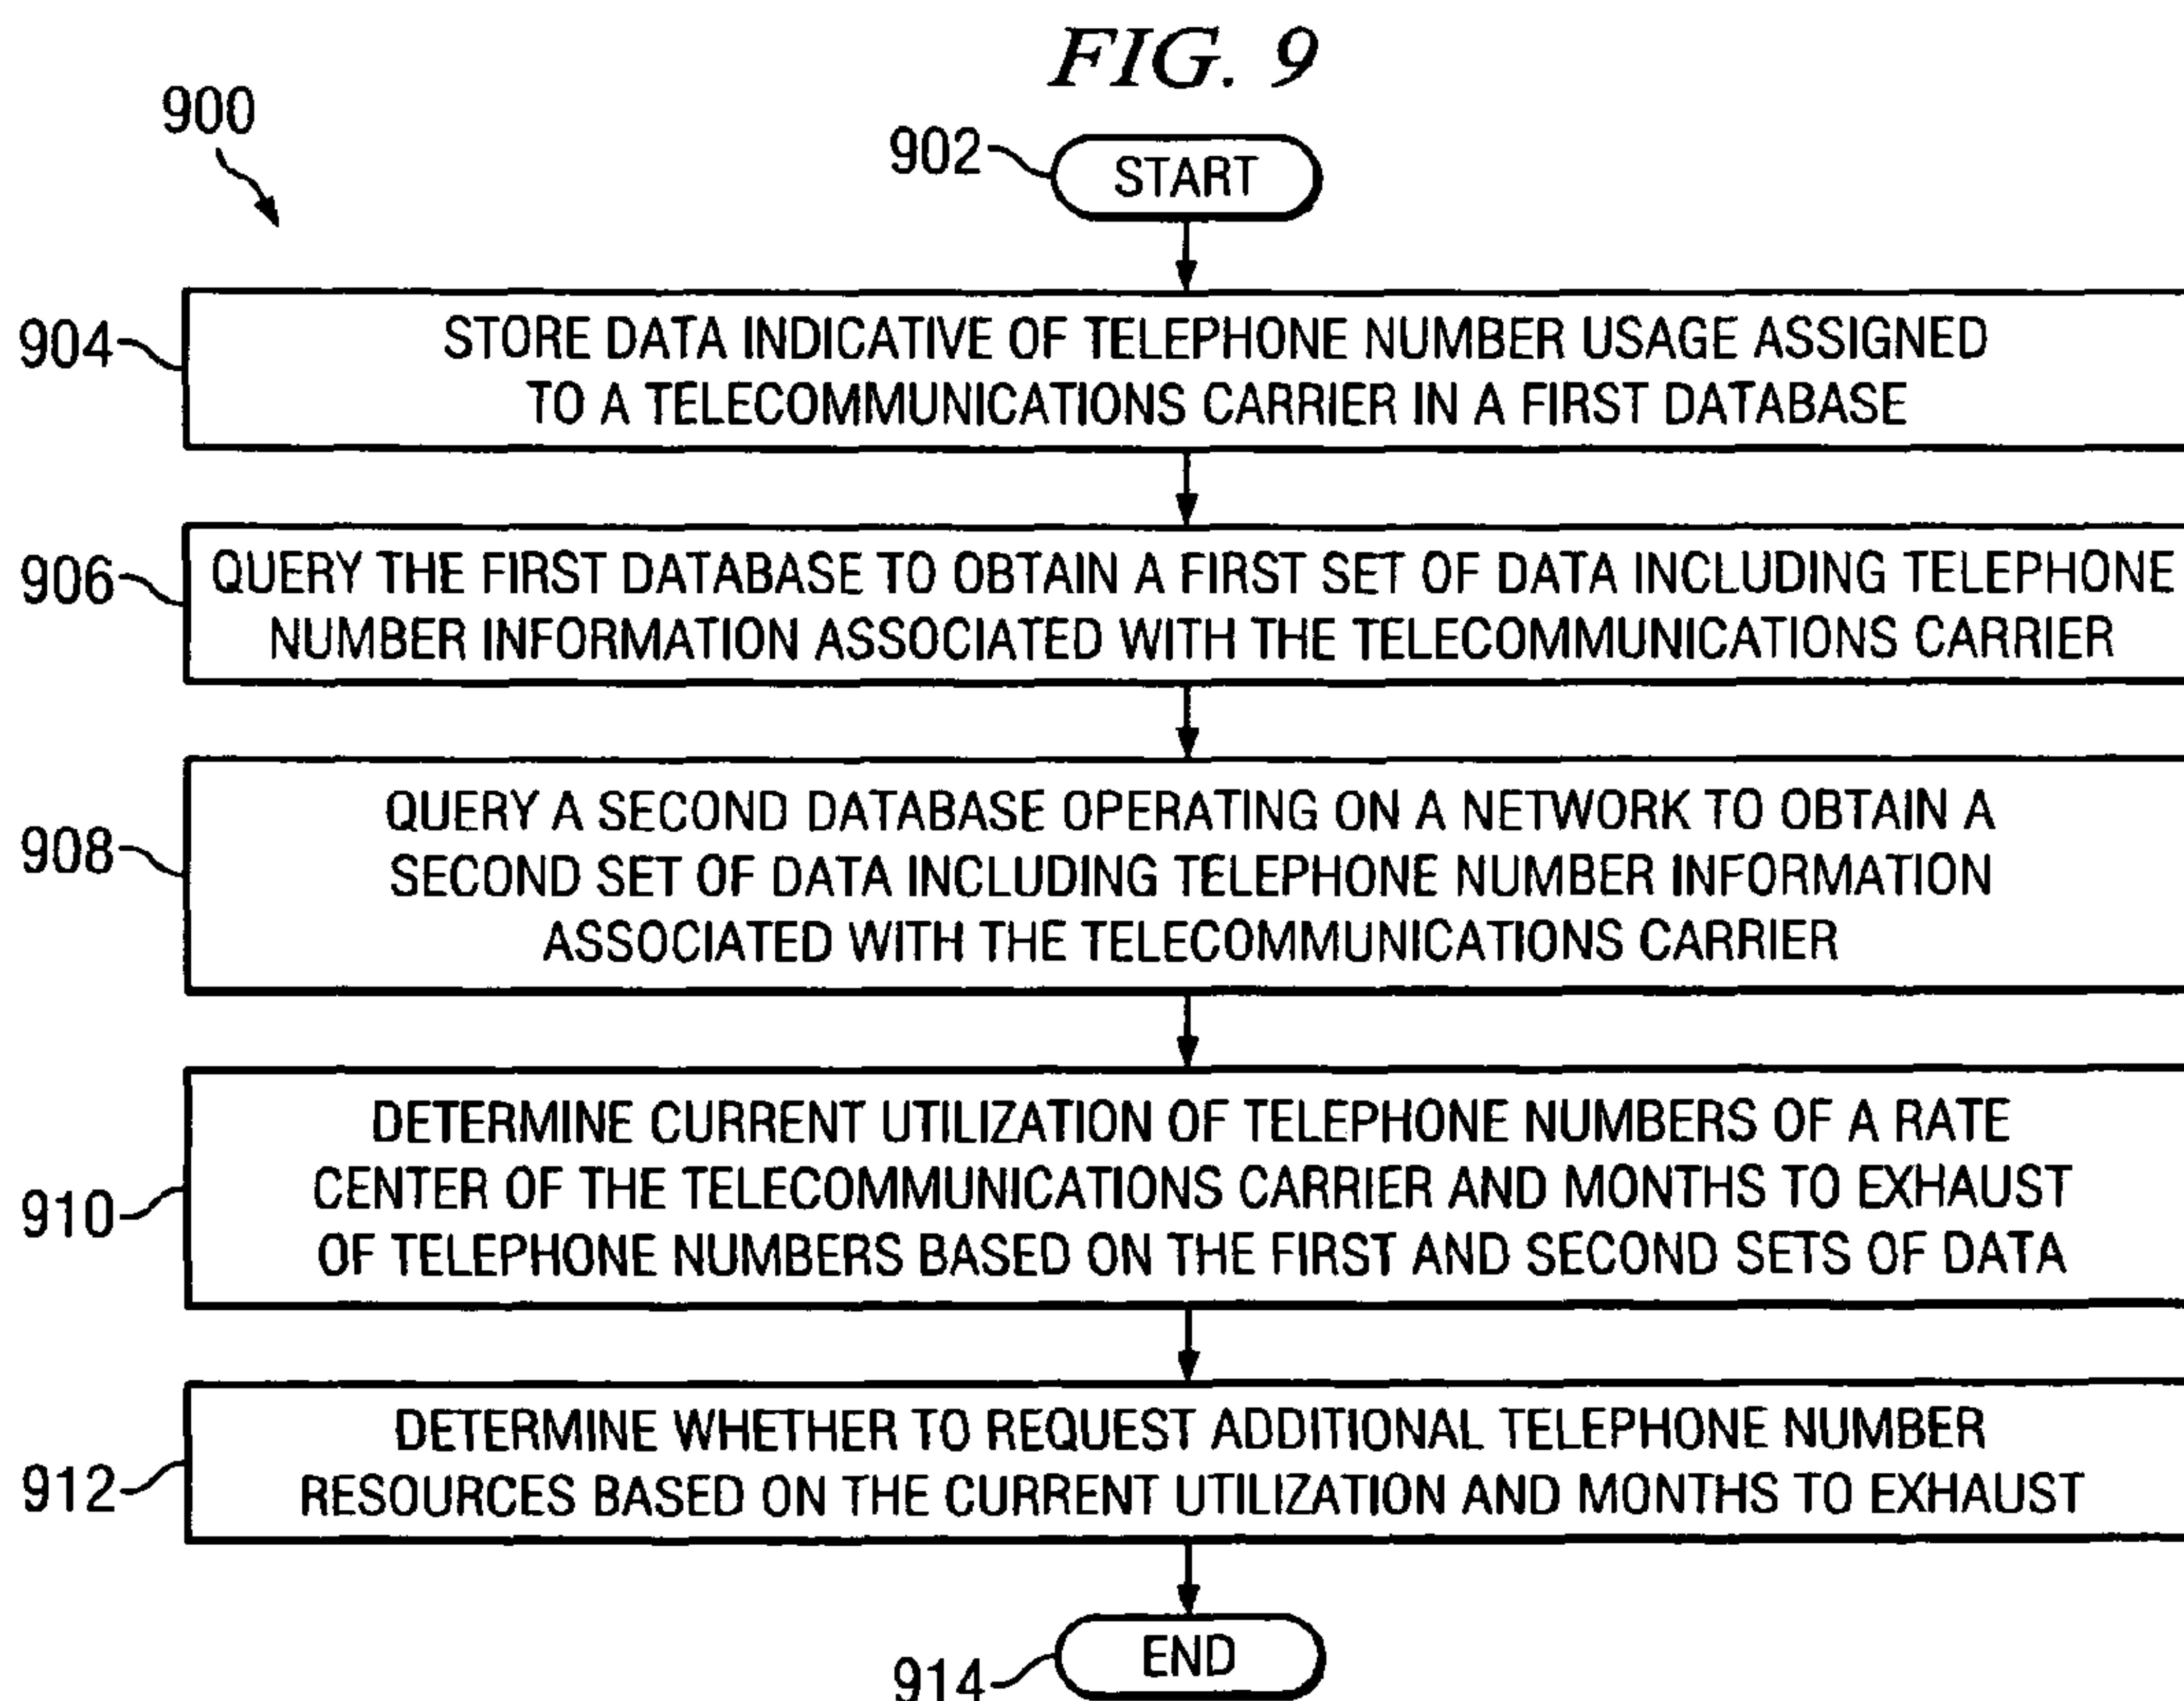 FIG. 9
900
902
START
904
STORE DATA INDICATIVE OF TELEPHONE NUMBER USAGE ASSIGNED
TO A TELECOMMUNICATIONS CARRIER IN A FIRST DATABASE
906
QUERY THE FIRST DATABASE TO OBTAIN A FIRST SET OF DATA INCLUDING TELEPHONE
NUMBER INFORMATION ASSOCIATED WITH THE TELECOMMUNICATIONS CARRIER
908
QUERY A SECOND DATABASE OPERATING ON A NETWORK TO OBTAIN A
SECOND SET OF DATA INCLUDING TELEPHONE NUMBER INFORMATION
ASSOCIATED WITH THE TELECOMMUNICATIONS CARRIER
910
DETERMINE CURRENT UTILIZATION OF TELEPHONE NUMBERS OF A RATE
CENTER OF THE TELECOMMUNICATIONS CARRIER AND MONTHS TO EXHAUST
OF TELEPHONE NUMBERS BASED ON THE FIRST AND SECOND SETS OF DATA
912
DETERMINE WHETHER TO REQUEST ADDITIONAL TELEPHONE NUMBER
RESOURCES BASED ON THE CURRENT UTILIZATION AND MONTHS TO EXHAUST
914
END